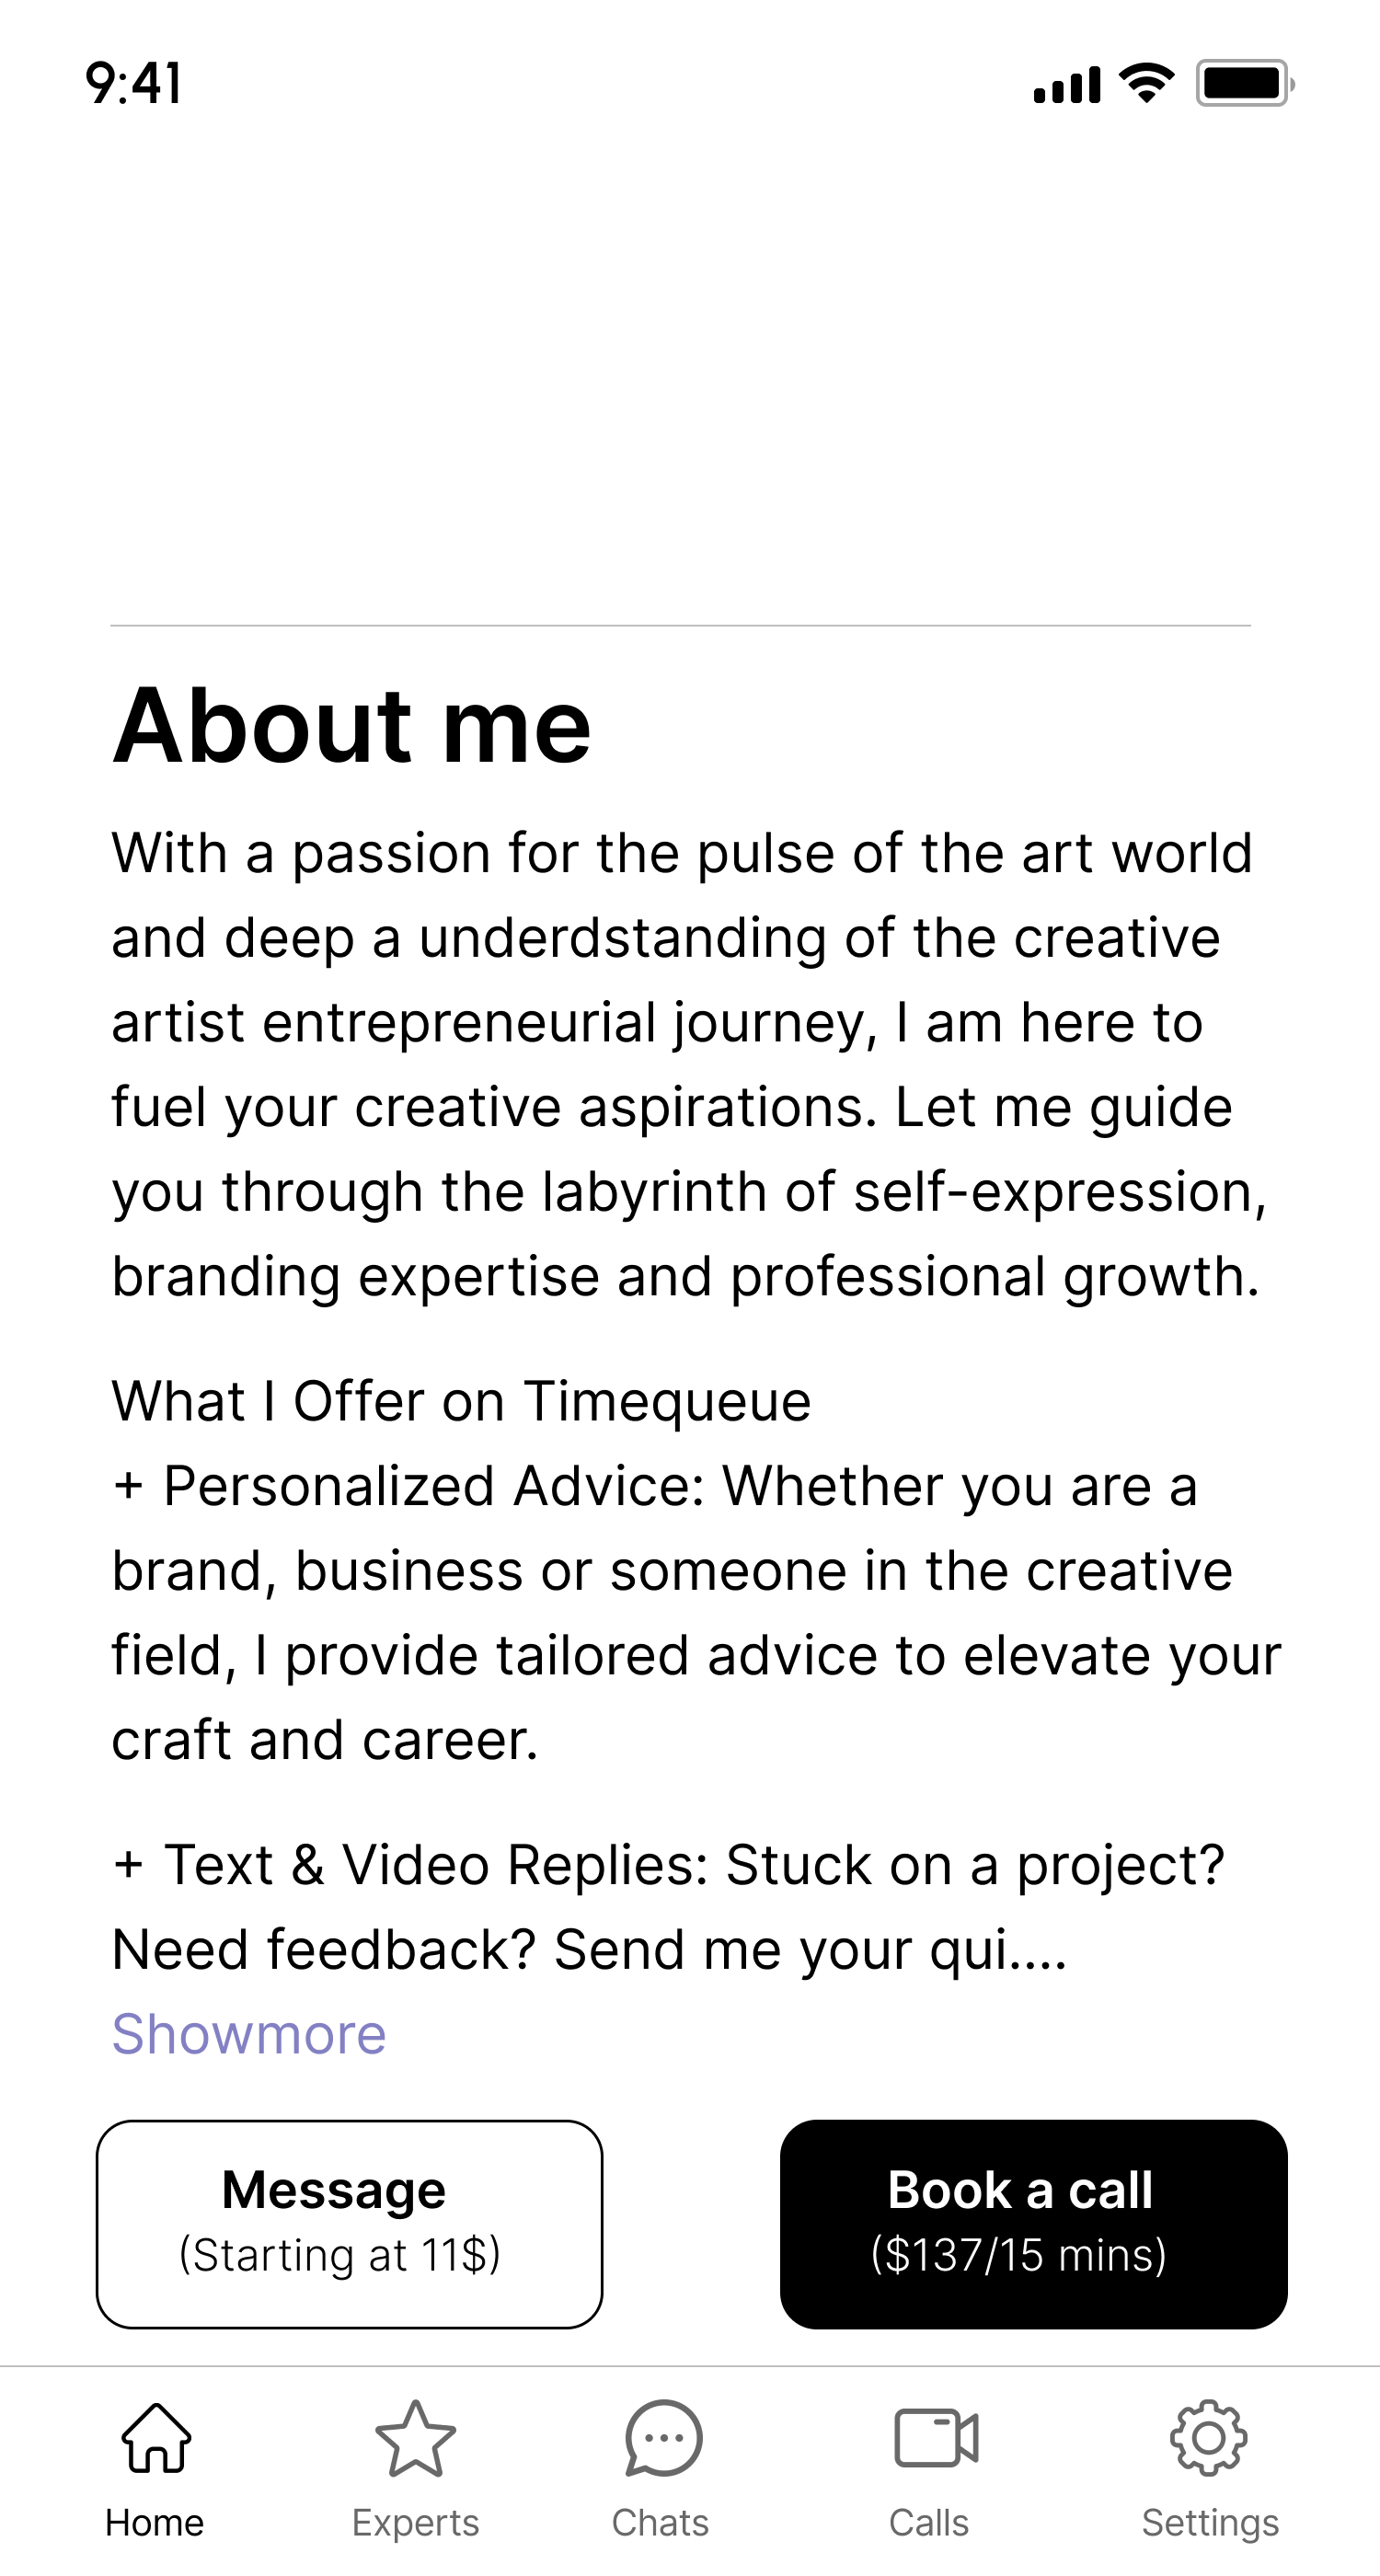 9:41
About me
With a passion for the pulse of the art world
and deep a underdstanding of the creative
artist entrepreneurial journey, I am here to
fuel your creative aspirations. Let me guide
you through the labyrinth of self-expression,
branding expertise and professional growth.
What I Offer on Timequeue
+ Personalized Advice: Whether you are a
brand, business or someone in the creative
field, I provide tailored advice to elevate your
craft and career.
+ Text & Video Replies: Stuck on a project?
Need feedback? Send me your qui....
Showmore
Message
(Starting at 11$)
Book a call
($137/15 mins)
Home
Experts
Chats
Calls
Settings